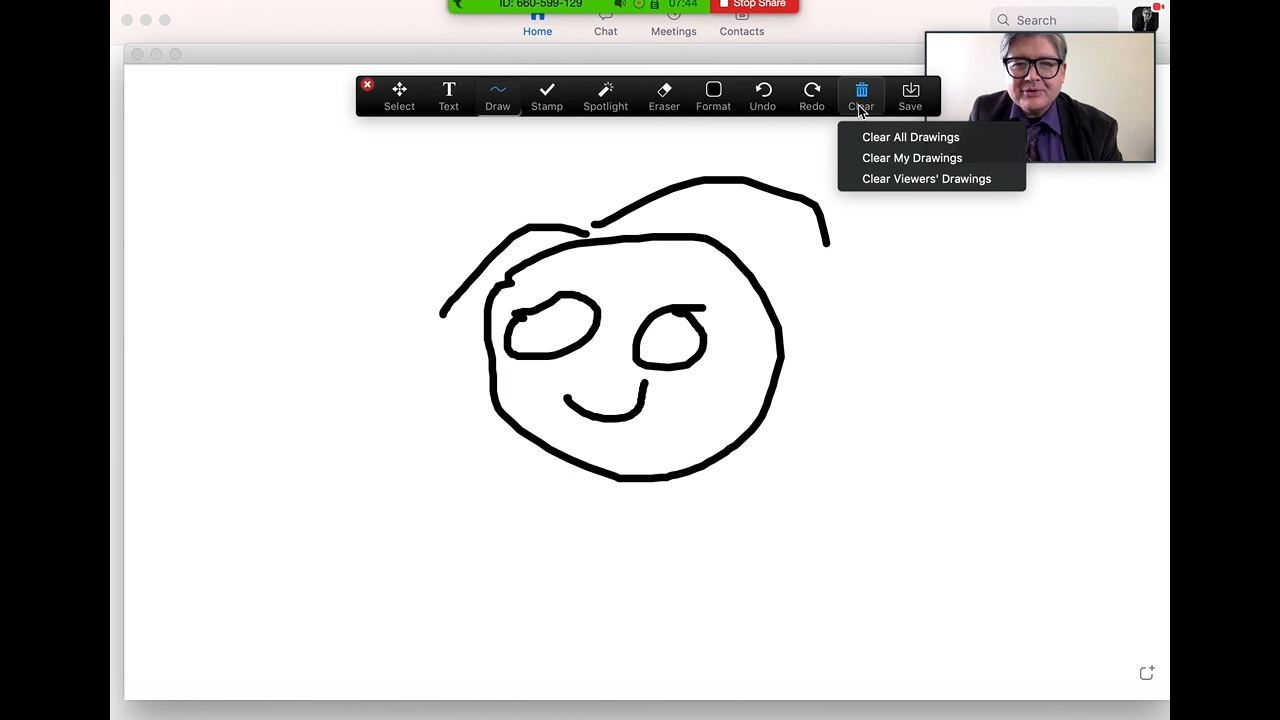 ID: 660-599-129 07:44 Stop Share
Home Chat Meetings Contacts
Search
Select Text Draw Stamp Spotlight Eraser Format Undo Redo Clear Save
Clear All Drawings
Clear My Drawings
Clear Viewers' Drawings